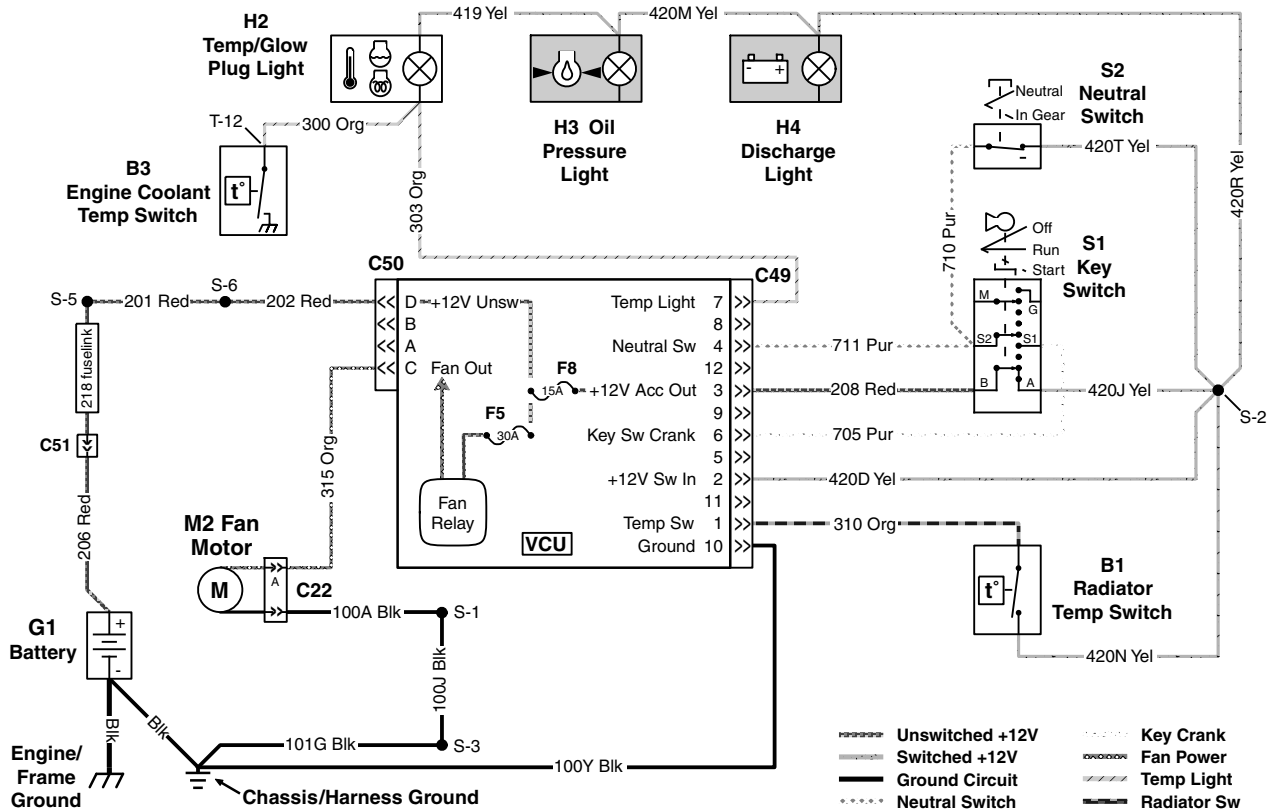 H2
Temp/Glow
Plug Light
419 Yel
420M Yel
H3 Oil
Pressure
Light
- +
H4
Discharge
Light
S2
Neutral
Switch
Neutral
In Gear
-
420T Yel
420R Yel
T-12
300 Org
B3
Engine Coolant
Temp Switch
t°
303 Org
710 Pur
Off
Run
Start
S1
Key
Switch
M
G
S2
S1
B
A
C50
C49
S-5
201 Red
S-6
202 Red
D
+12V Unsw
B
A
C
Fan Out
F8
15A
F5
30A
Fan
Relay
VCU
Temp Light 7
8
Neutral Sw 4
12
+12V Acc Out 3
9
Key Sw Crank 6
5
+12V Sw In 2
11
Temp Sw 1
Ground 10
711 Pur
208 Red
420J Yel
S-2
705 Pur
420D Yel
310 Org
218 fuselink
C51
206 Red
315 Org
M2 Fan
Motor
M
A
C22
100A Blk
S-1
B1
Radiator
Temp Switch
t°
420N Yel
G1
Battery
+
-
100J Blk
Blk
Blk
101G Blk
S-3
100Y Blk
Engine/
Frame
Ground
Chassis/Harness Ground
Unswitched +12V
Switched +12V
Ground Circuit
Neutral Switch
Key Crank
Fan Power
Temp Light
Radiator Sw